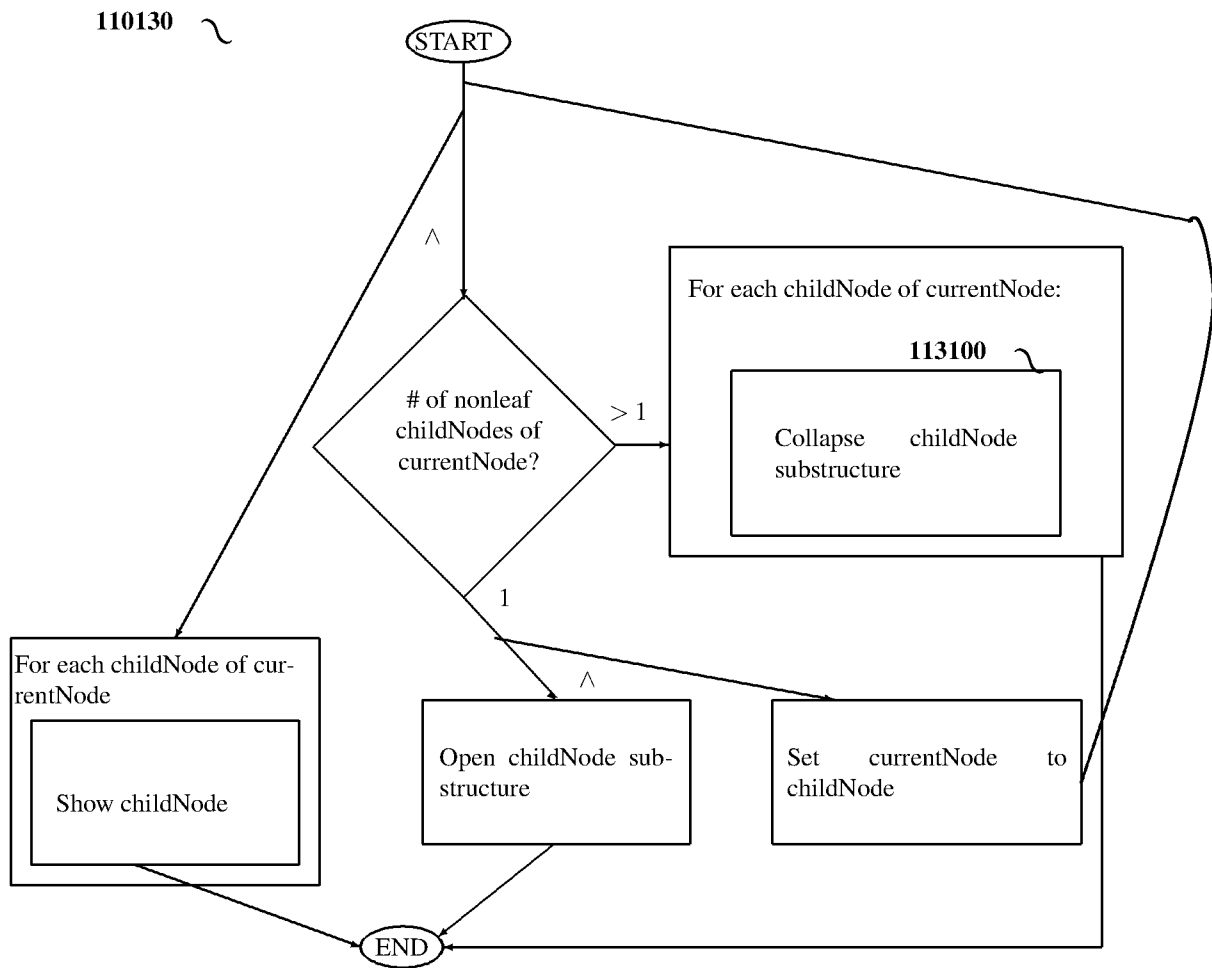 110130
START
∧
For each childNode of currentNode:
113100
# of nonleaf
childNodes of
currentNode?
> 1
Collapse childNode
substructure
1
For each childNode of cur-
rentNode
∧
Open childNode sub-
structure
Set currentNode to
childNode
Show childNode
END